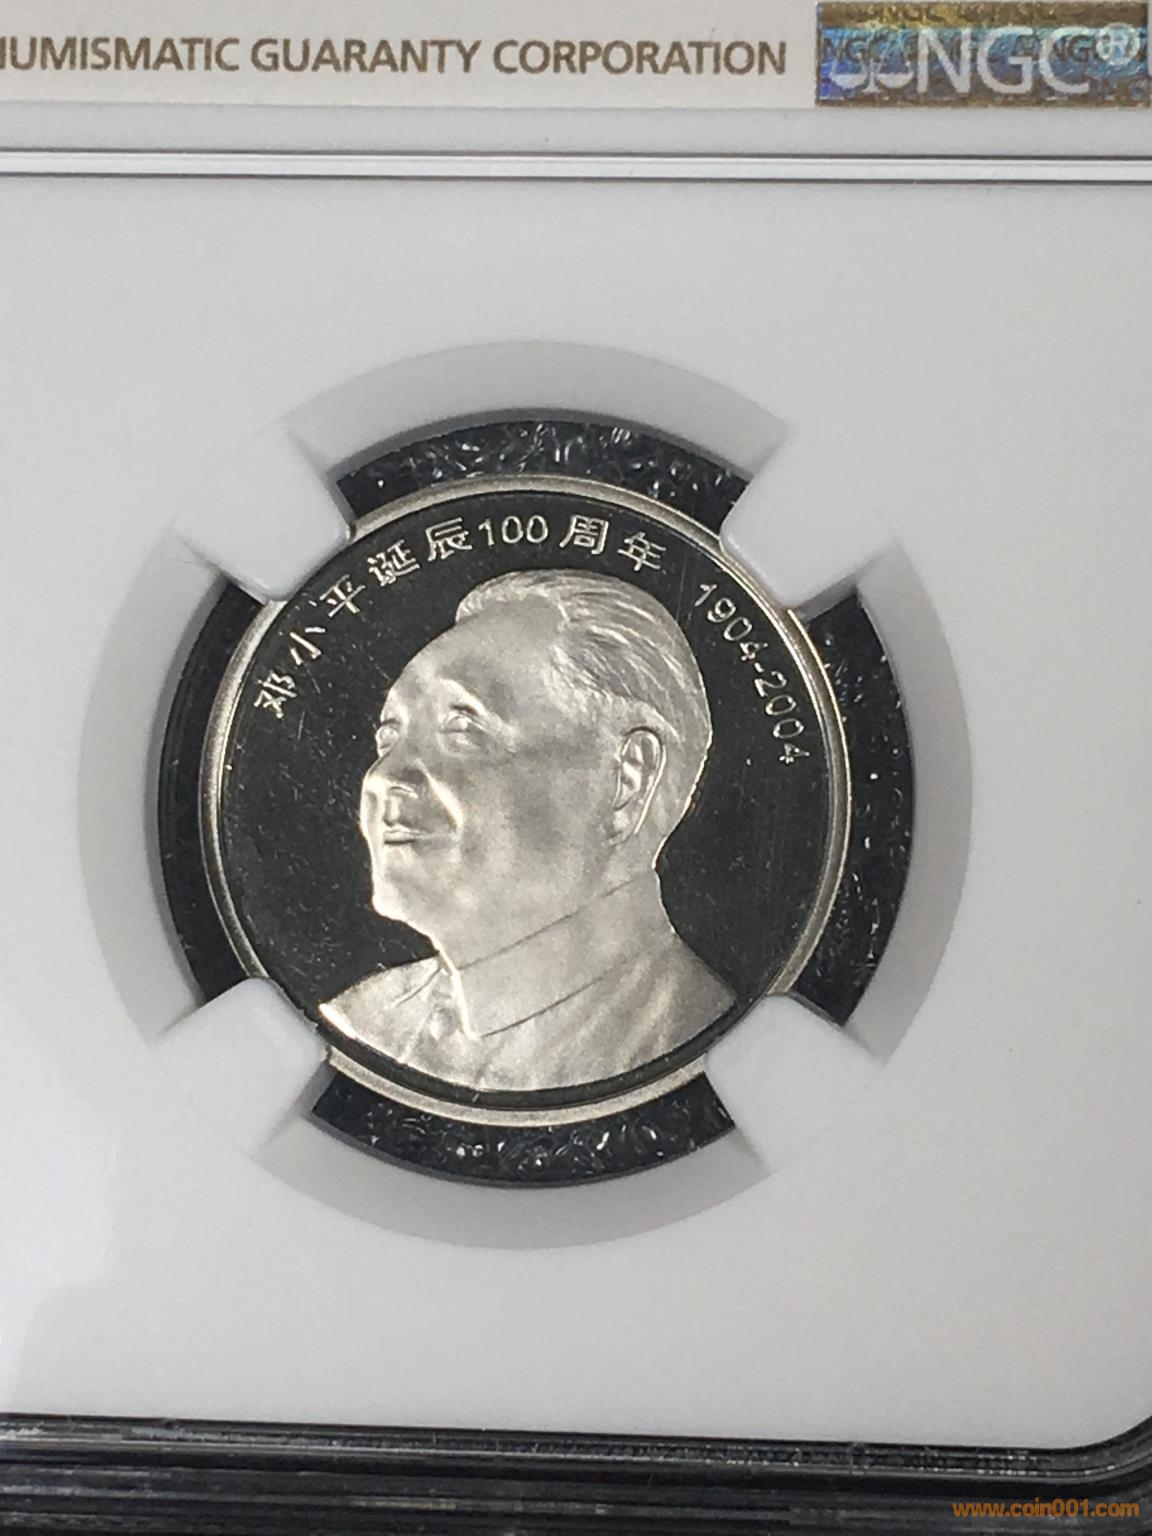 NUMISMATIC GUARANTY CORPORATION
NGC®
邓小平诞辰100周年 1904-2004
www.coin001.com